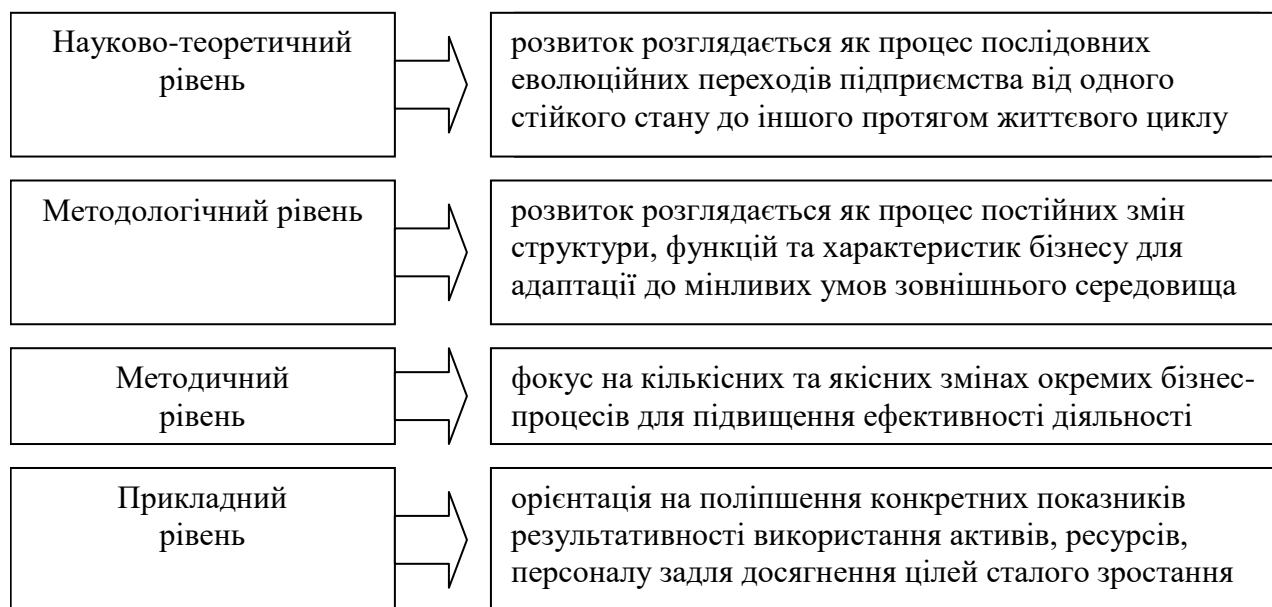 Науково-теоретичний
рівень
розвиток розглядається як процес послідовних
еволюційних переходів підприємства від одного
стійкого стану до іншого протягом життєвого циклу
Методологічний рівень
розвиток розглядається як процес постійних змін
структури, функцій та характеристик бізнесу для
адаптації до мінливих умов зовнішнього середовища
Методичний
рівень
фокус на кількісних та якісних змінах окремих бізнес-
процесів для підвищення ефективності діяльності
Прикладний
рівень
орієнтація на поліпшення конкретних показників
результативності використання активів, ресурсів,
персоналу задля досягнення цілей сталого зростання